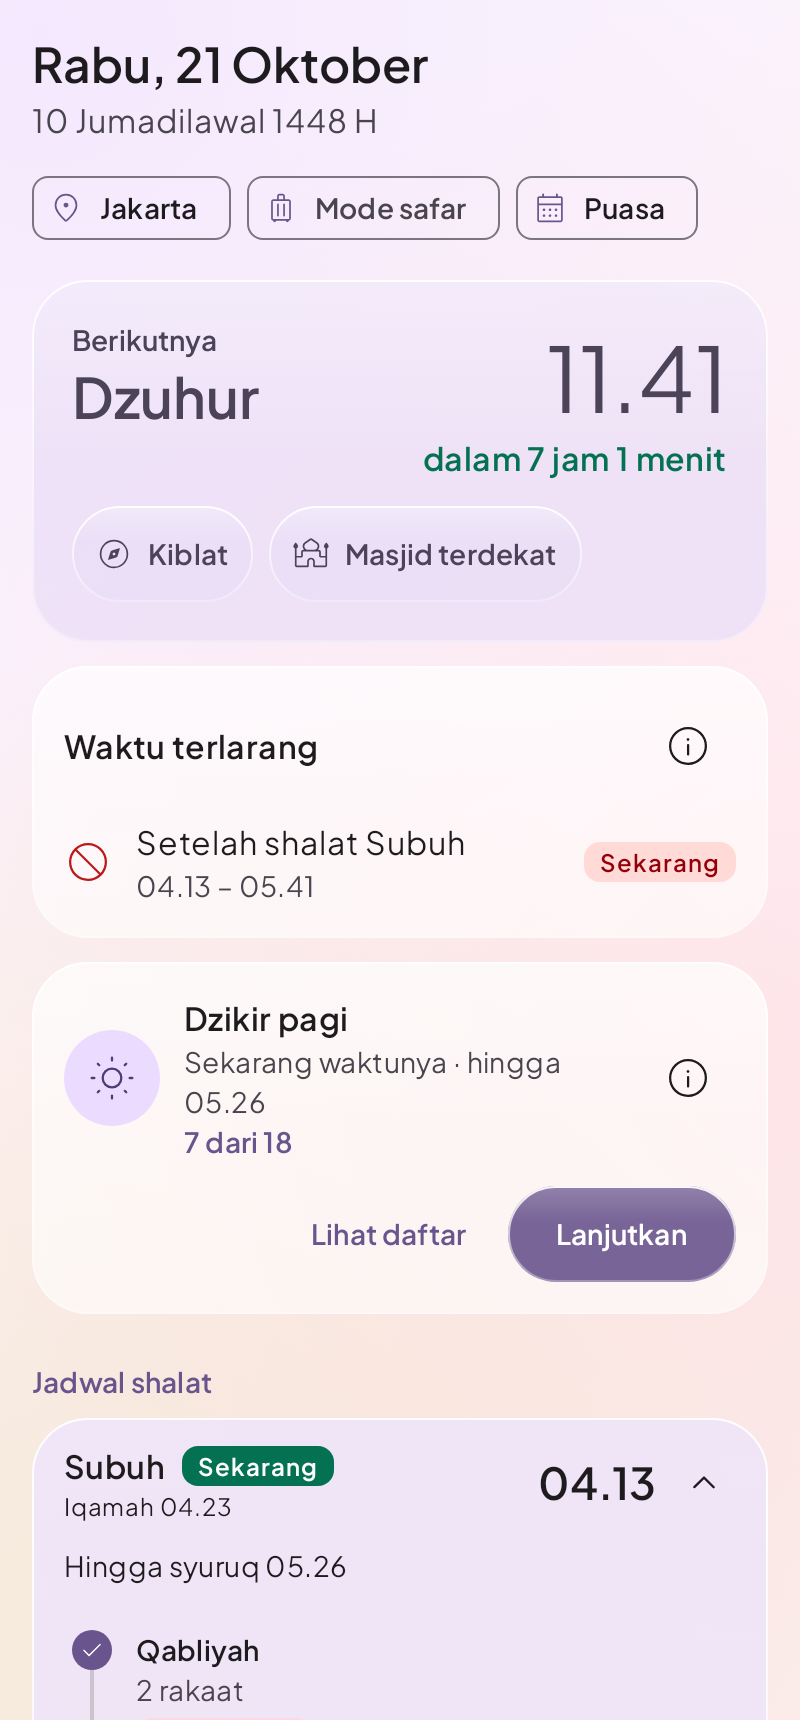 Rabu, 21 Oktober
10 Jumadilawal 1448 H
Jakarta
Mode safar
Puasa
Berikutnya
Dzuhur
11.41
dalam 7 jam 1 menit
Kiblat
Masjid terdekat
Waktu terlarang
Setelah shalat Subuh
04.13 – 05.41
Sekarang
Dzikir pagi
Sekarang waktunya · hingga
05.26
7 dari 18
Lihat daftar
Lanjutkan
Jadwal shalat
Subuh
Sekarang
Iqamah 04.23
04.13
Hingga syuruq 05.26
Qabliyah
2 rakaat